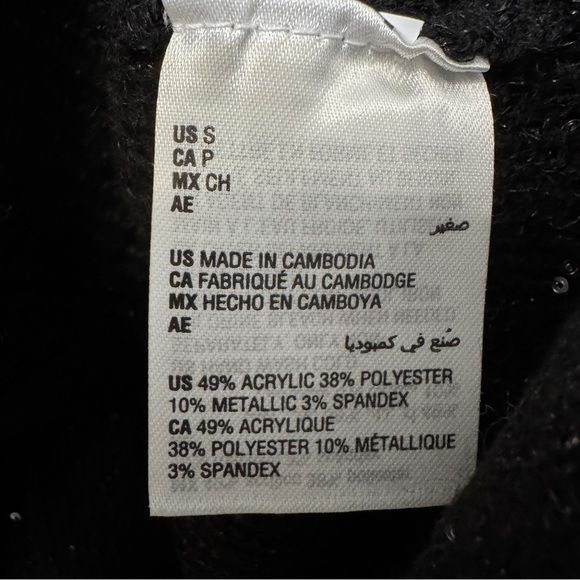 US S
CA P
MX CH
AE
صغير
US MADE IN CAMBODIA
CA FABRIQUÉ AU CAMBODGE
MX HECHO EN CAMBOYA
AE
صُنع في كمبوديا
US 49% ACRYLIC 38% POLYESTER
10% METALLIC 3% SPANDEX
CA 49% ACRYLIQUE
38% POLYESTER 10% MÉTALLIQUE
3% SPANDEX